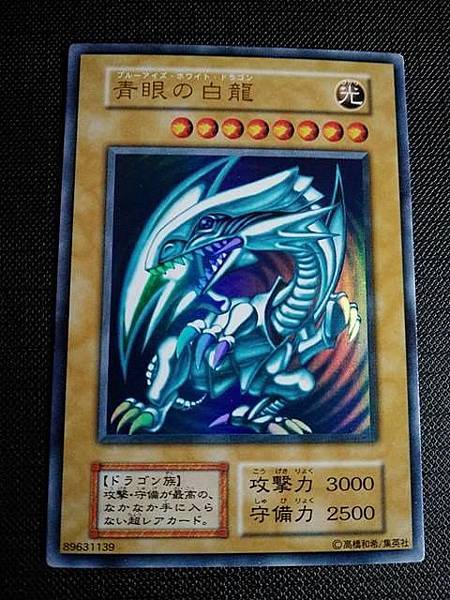 ブルーアイズ・ホワイト・ドラゴン
青眼の白龍
光
【ドラゴン族】
攻撃・守備が最高の、
なかなか手に入ら
ない超レアカード。
こうげきりょく
攻撃力 3000
しゅびりょく
守備力 2500
89631139
©高橋和希/集英社